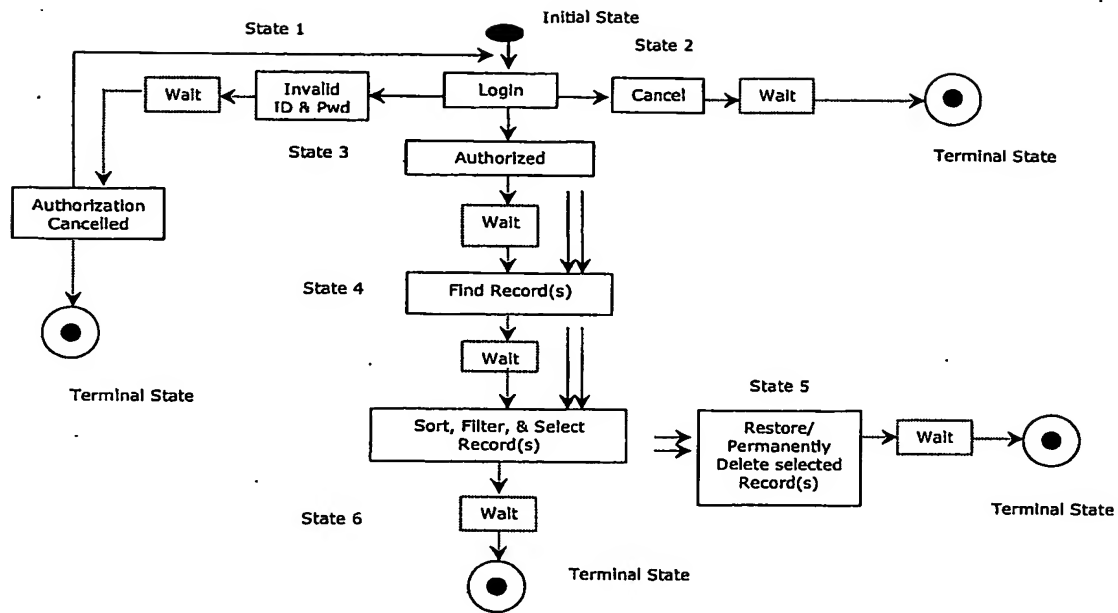 Initial State
State 1
State 2
Wait
Invalid
ID & Pwd
Login
Cancel
Wait
State 3
Authorized
Terminal State
Authorization
Cancelled
Wait
State 4
Find Record(s)
Wait
Terminal State
State 5
Sort, Filter, & Select
Record(s)
Restore/
Permanently
Delete selected
Record(s)
Wait
State 6
Wait
Terminal State
Terminal State